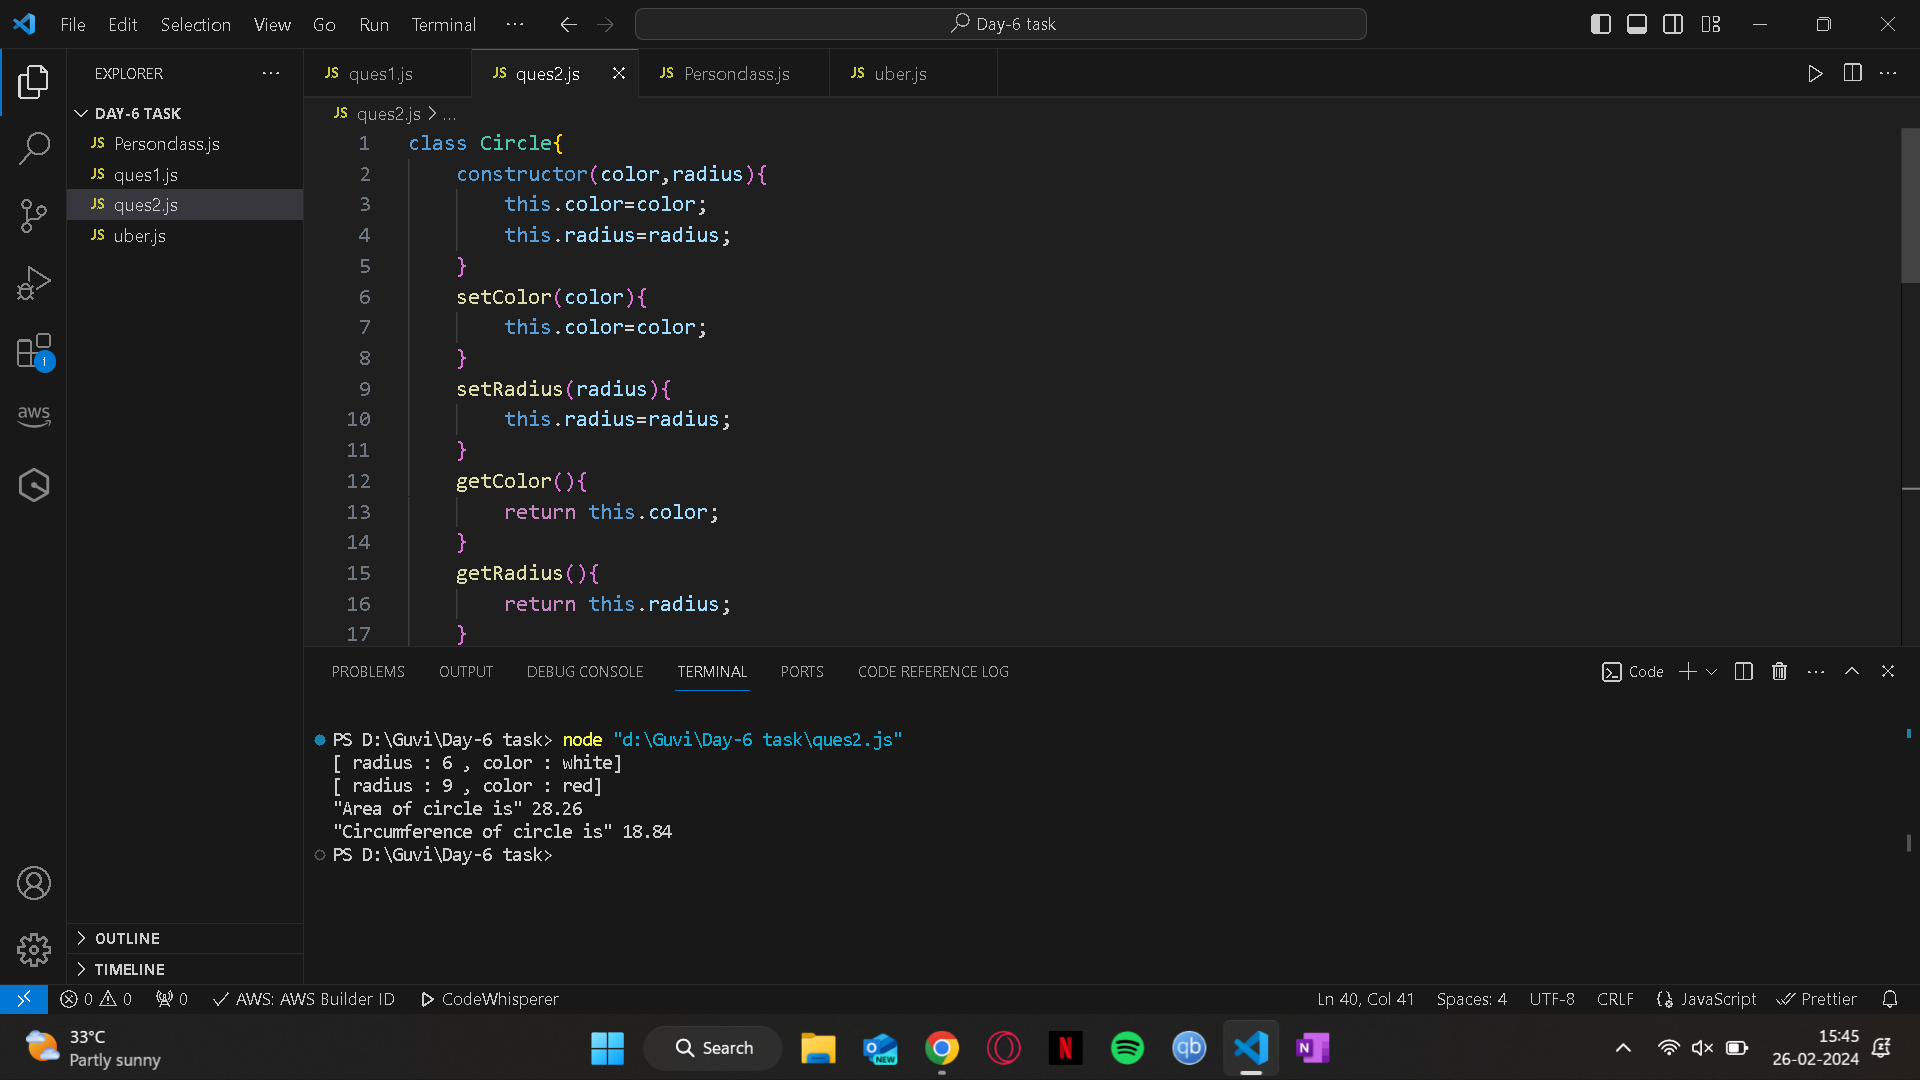 File Edit Selection View Go Run Terminal ··· Day-6 task
EXPLORER ···
DAY-6 TASK
JS Personclass.js
JS ques1.js
JS ques2.js
JS uber.js
OUTLINE
TIMELINE
1
aws
JS ques1.js JS ques2.js JS Personclass.js JS uber.js
JS ques2.js > ...
1 class Circle{
2 constructor(color,radius){
3 this.color=color;
4 this.radius=radius;
5 }
6 setColor(color){
7 this.color=color;
8 }
9 setRadius(radius){
10 this.radius=radius;
11 }
12 getColor(){
13 return this.color;
14 }
15 getRadius(){
16 return this.radius;
17 }
PROBLEMS OUTPUT DEBUG CONSOLE TERMINAL PORTS CODE REFERENCE LOG Code
PS D:\Guvi\Day-6 task> node "d:\Guvi\Day-6 task\ques2.js"
[ radius : 6 , color : white]
[ radius : 9 , color : red]
"Area of circle is" 28.26
"Circumference of circle is" 18.84
PS D:\Guvi\Day-6 task>
0 0 0 AWS: AWS Builder ID CodeWhisperer Ln 40, Col 41 Spaces: 4 UTF-8 CRLF JavaScript Prettier
33°C
Partly sunny
Search
NEW
N
qb
N
15:45
26-02-2024